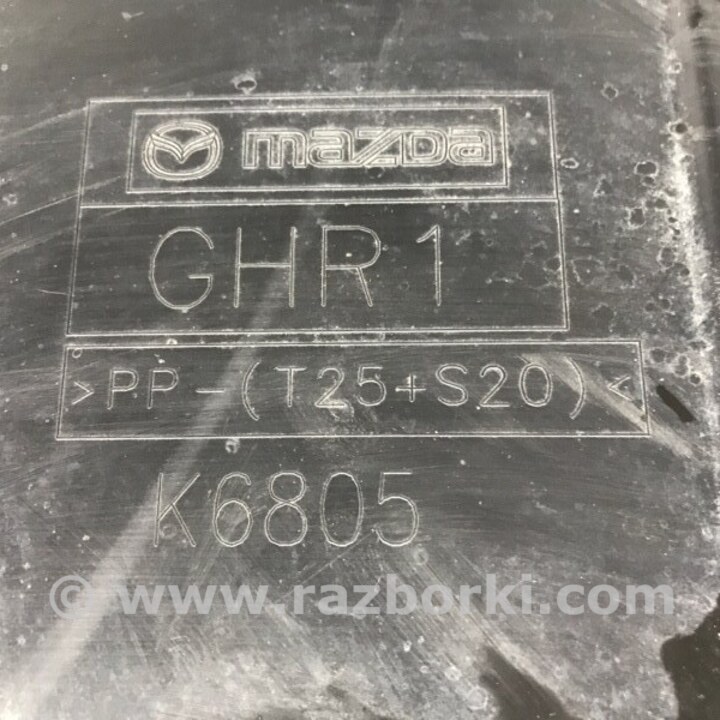 mazda
GHR1
>PP-(T25+S20)<
K6805
© www.razborki.com